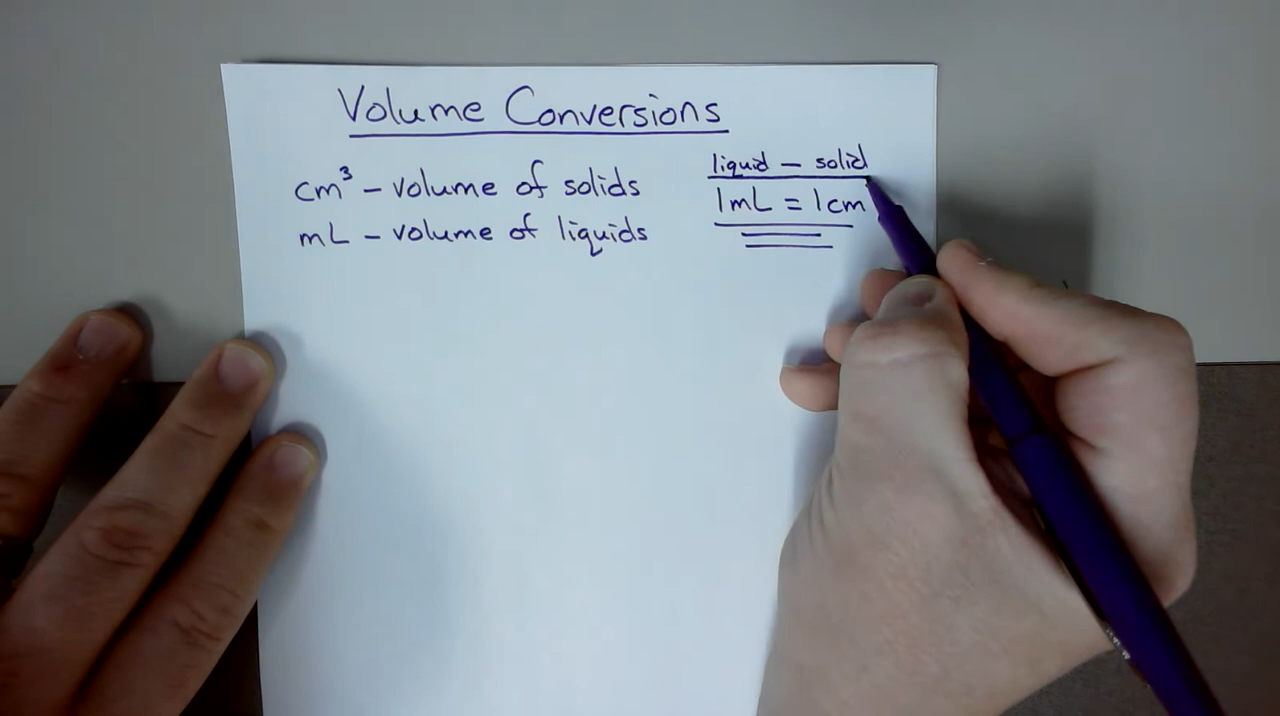 Volume Conversions
cm³ – volume of solids
mL – volume of liquids
liquid – solid
1mL = 1cm